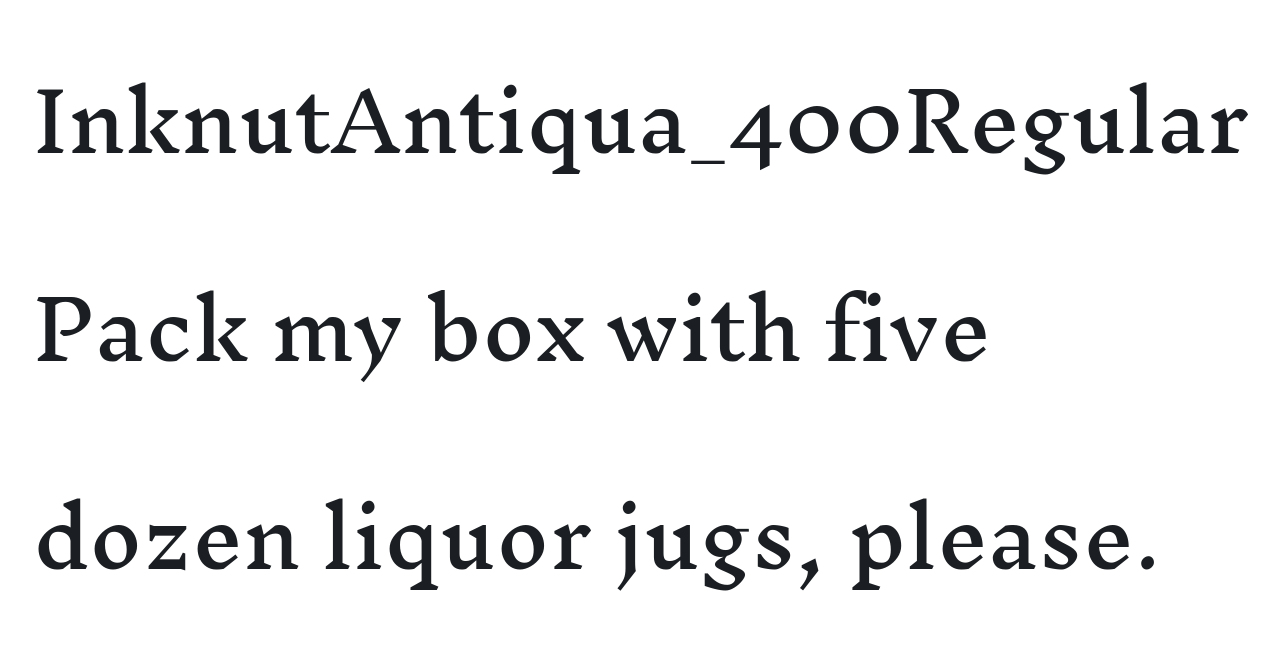 InknutAntiqua_400Regular
Pack my box with five
dozen liquor jugs, please.